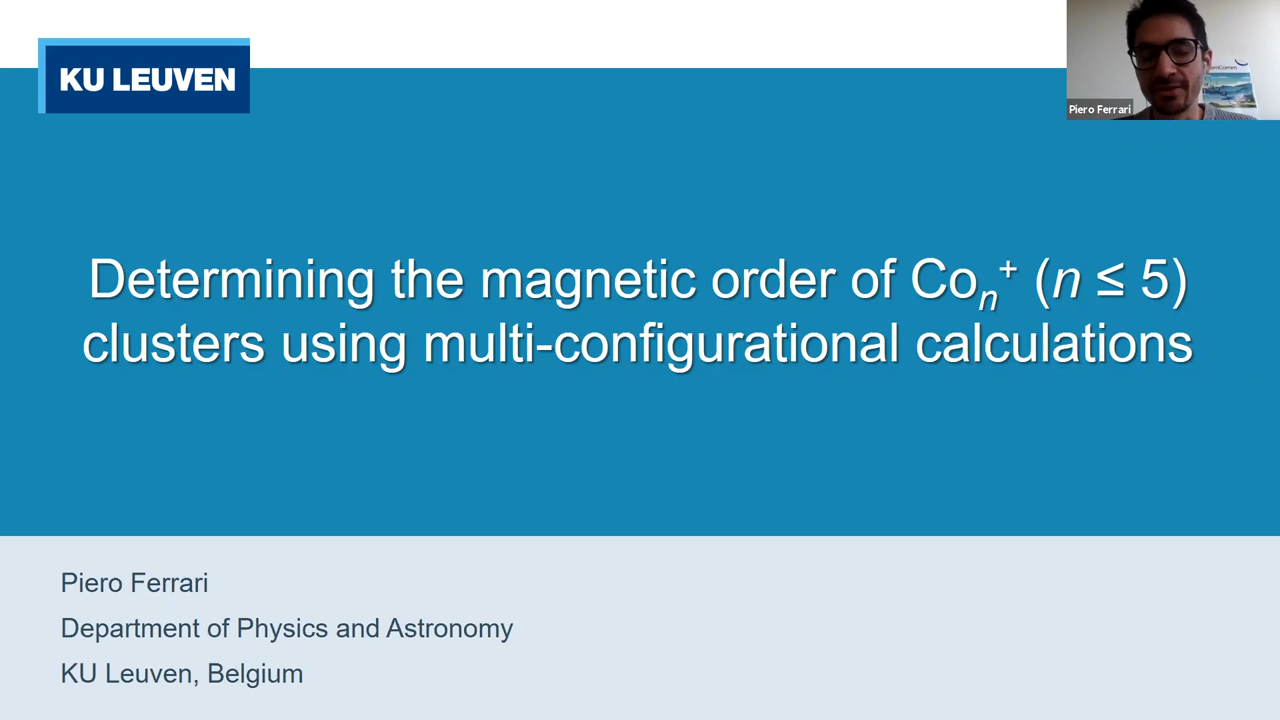 KU LEUVEN
Piero Ferrari
Determining the magnetic order of Coₙ⁺ (n ≤ 5)
clusters using multi-configurational calculations
Piero Ferrari
Department of Physics and Astronomy
KU Leuven, Belgium